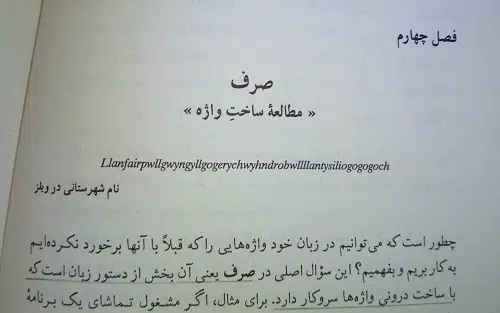 فصل چهارم
صرف
« مطالعهٔ ساختِ واژه »
Llanfairpwllgwyngyllgogerychwyhndrobwllllantysiliogogogoch
نام شهرستانی در ویلز
چطور است که می‌توانیم در زبان خود واژه‌هایی را که قبلاً با آنها برخورد نکرده‌ایم
به کار بریم و بفهمیم؟ این سؤال اصلی در صرف یعنی آن بخش از دستور زبان است که
با ساخت درونی واژه‌ها سروکار دارد. برای مثال، اگر مشغول تماشای یک برنامهٔ